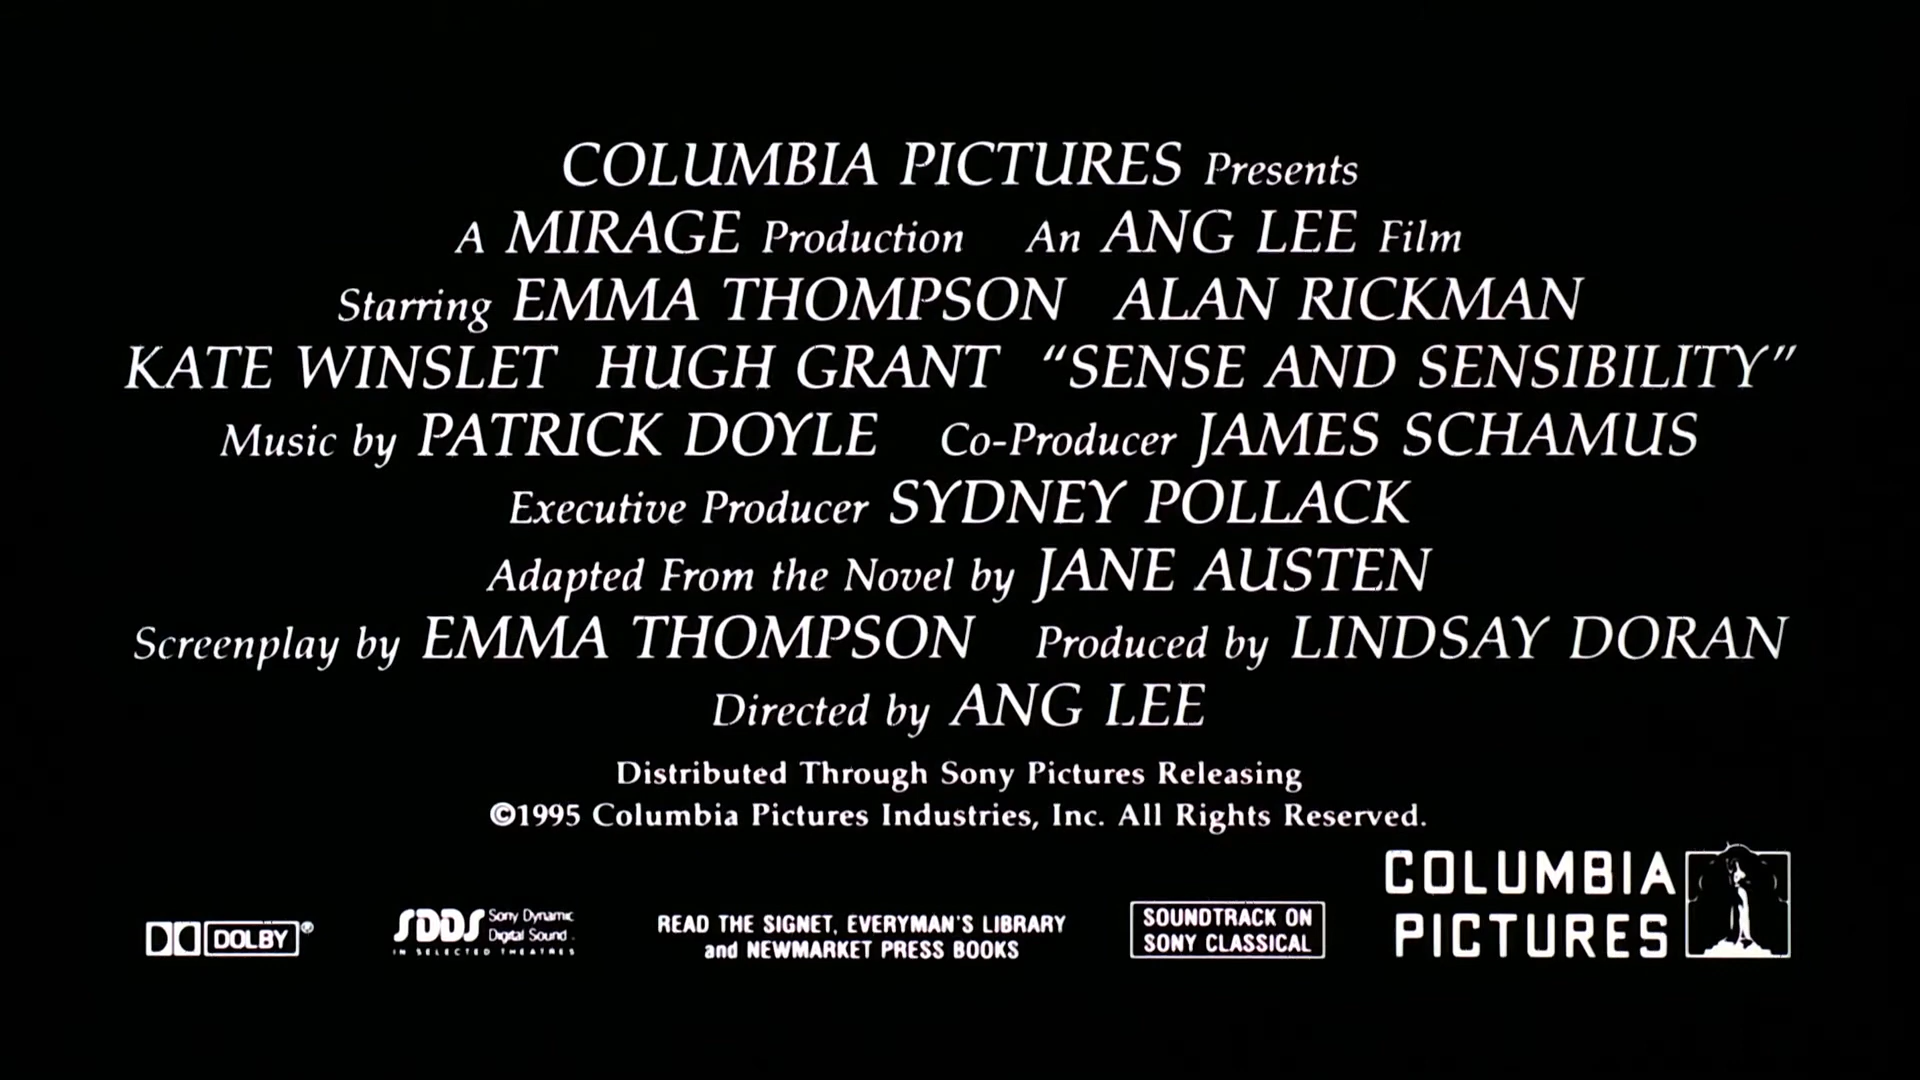 COLUMBIA PICTURES Presents
A MIRAGE Production An ANG LEE Film
Starring EMMA THOMPSON ALAN RICKMAN
KATE WINSLET HUGH GRANT “SENSE AND SENSIBILITY”
Music by PATRICK DOYLE Co-Producer JAMES SCHAMUS
Executive Producer SYDNEY POLLACK
Adapted From the Novel by JANE AUSTEN
Screenplay by EMMA THOMPSON Produced by LINDSAY DORAN
Directed by ANG LEE
Distributed Through Sony Pictures Releasing
©1995 Columbia Pictures Industries, Inc. All Rights Reserved.
DOLBY®
SDDS Sony Dynamic
Digital Sound.
IN SELECTED THEATRES
READ THE SIGNET, EVERYMAN'S LIBRARY
and NEWMARKET PRESS BOOKS
SOUNDTRACK ON
SONY CLASSICAL
COLUMBIA
PICTURES